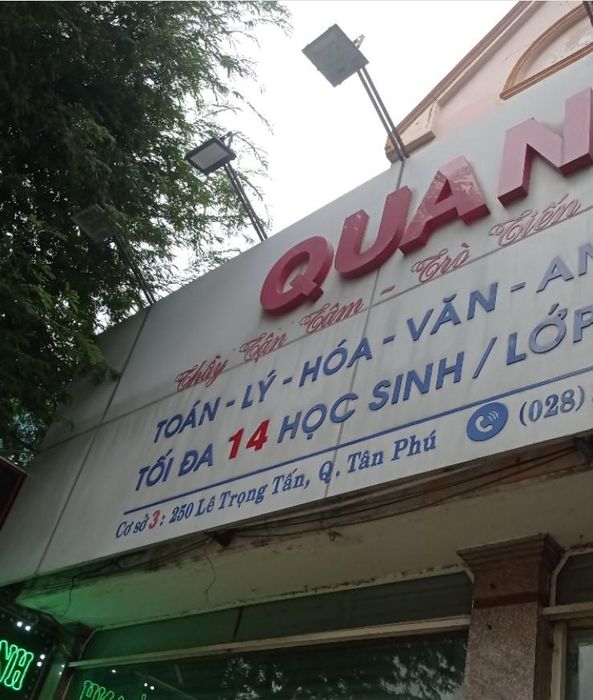 QUAN
Thầy Tận Tâm - Trò Tiến
TOÁN - LÝ - HÓA - VĂN - AN
TỐI ĐA 14 HỌC SINH / LỚP
Cơ sở 3: 250 Lê Trọng Tấn, Q. Tân Phú (028)
NH